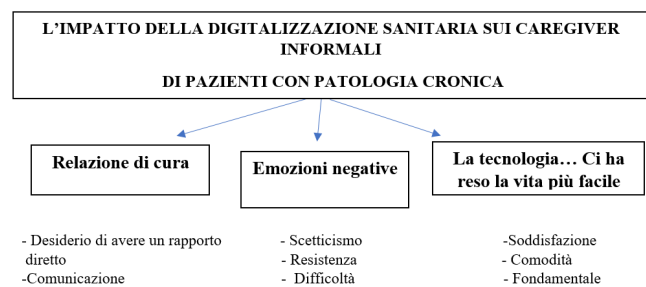 L’IMPATTO DELLA DIGITALIZZAZIONE SANITARIA SUI CAREGIVER
INFORMALI
DI PAZIENTI CON PATOLOGIA CRONICA
Relazione di cura
- Desiderio di avere un rapporto
diretto
-Comunicazione
Emozioni negative
- Scetticismo
- Resistenza
- Difficoltà
La tecnologia… Ci ha
reso la vita più facile
-Soddisfazione
- Comodità
- Fondamentale